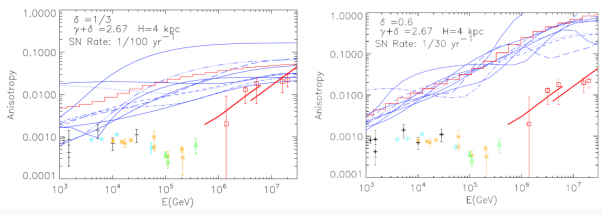 δ =1/3
γ+δ =2.67 H=4 kpc
SN Rate: 1/100 yr⁻¹
1.0000
0.1000
0.0100
0.0010
0.0001
Anisotropy
10³ 10⁴ 10⁵ 10⁶ 10⁷
E(GeV)
δ =0.6
γ+δ =2.67 H=4 kpc
SN Rate: 1/30 yr⁻¹
1.0000
0.1000
0.0100
0.0010
0.0001
Anisotropy
10³ 10⁴ 10⁵ 10⁶ 10⁷
E(GeV)